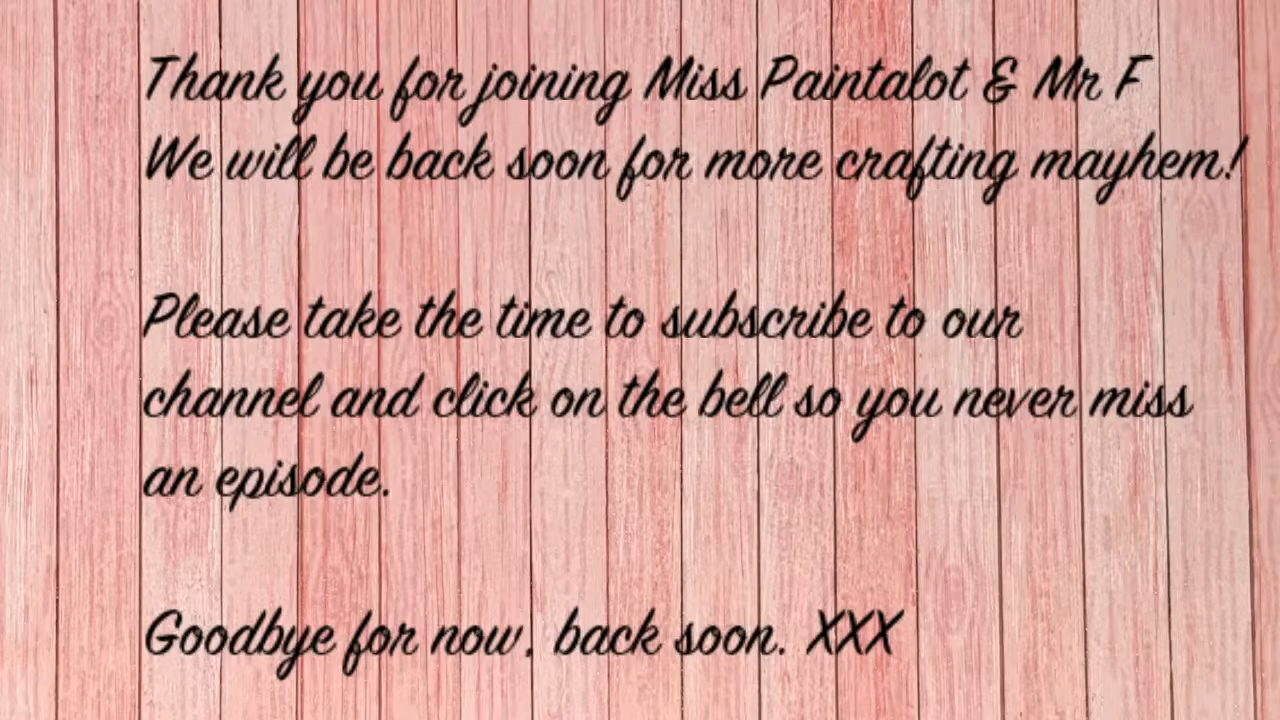 Thank you for joining Miss Paintalot & Mr F
We will be back soon for more crafting mayhem!
Please take the time to subscribe to our
channel and click on the bell so you never miss
an episode.
Goodbye for now, back soon. XXX